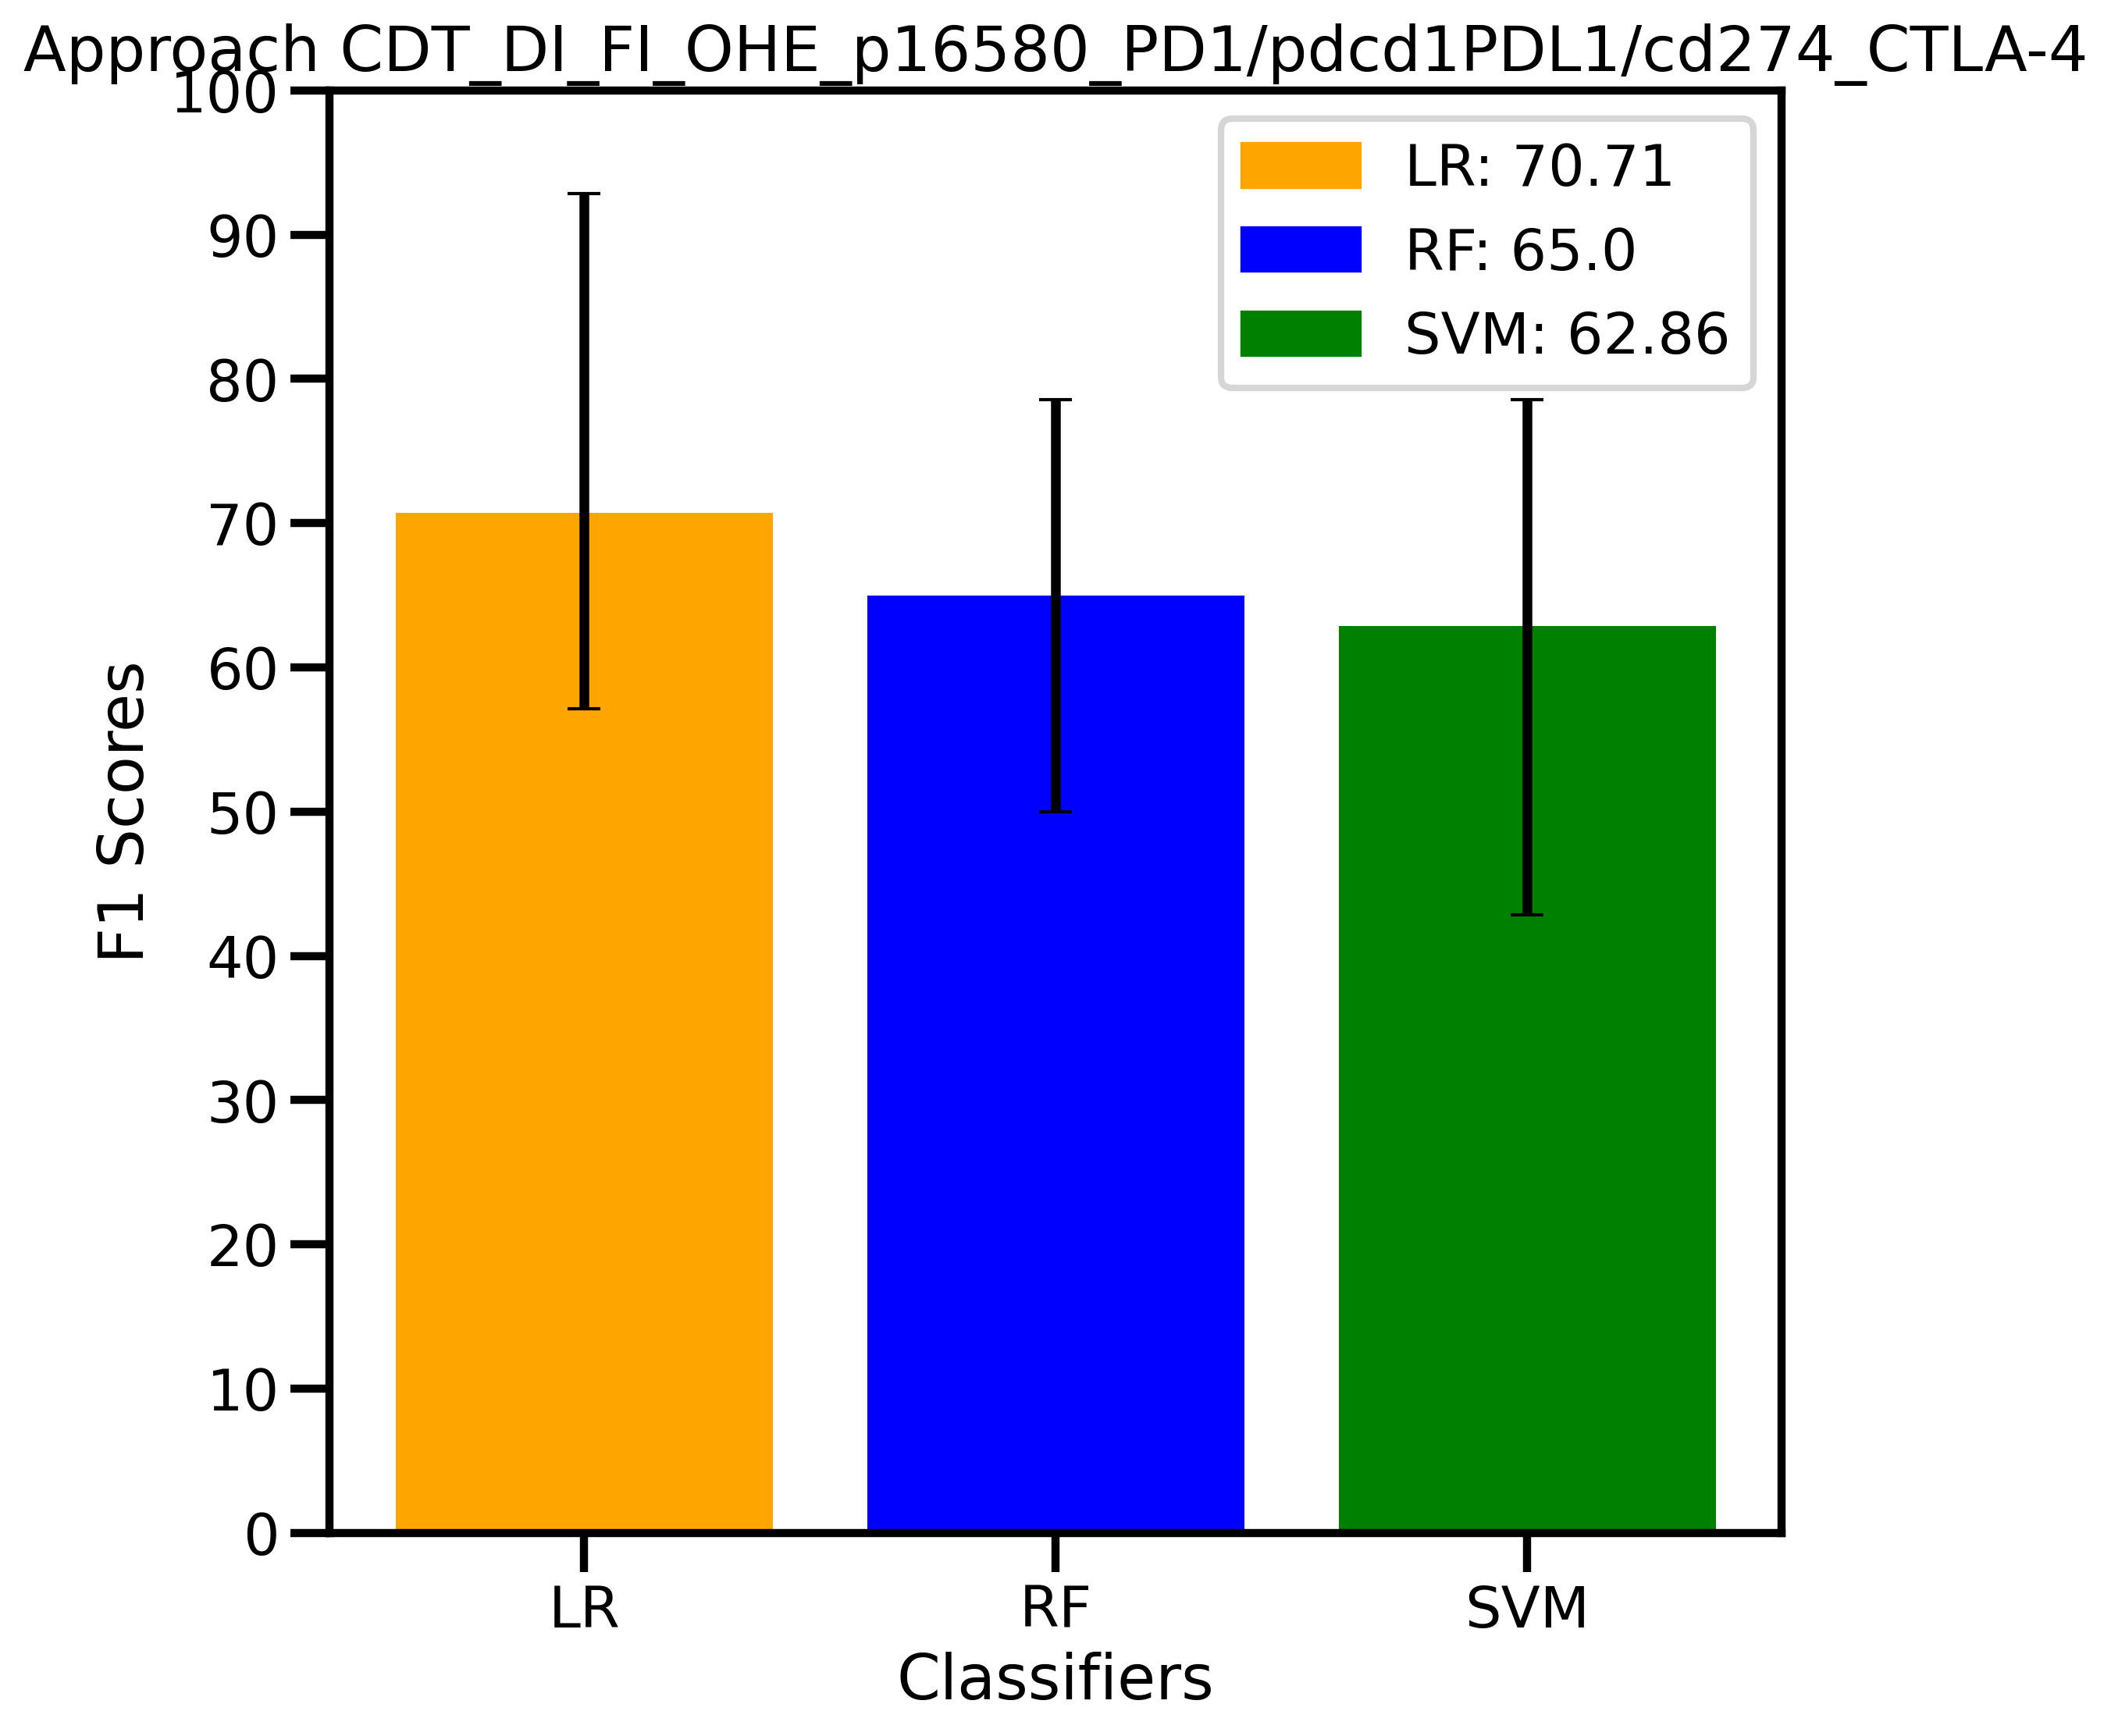 Approach CDT_DI_FI_OHE_p16580_PD1/pdcd1PDL1/cd274_CTLA-4
LR: 70.71
RF: 65.0
SVM: 62.86
F1 Scores
100
90
80
70
60
50
40
30
20
10
0
LR
RF
SVM
Classifiers